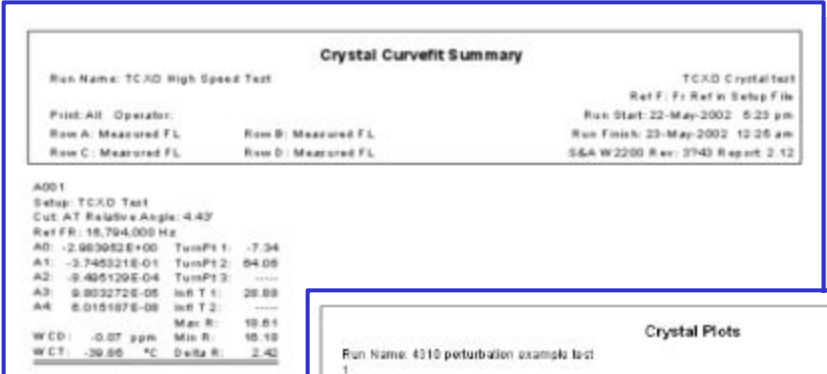 Crystal Curvefit Summary
Run Name: TCXO High Speed Test
TCXO Crystal test
Ref F: Fr Ref in Setup File
Print: All Operator:
Run Start: 22-May-2002 5:23 pm
Row A: Measured FL Row B: Measured FL
Run Finish: 23-May-2002 12:26 am
Row C: Measured FL Row D: Measured FL
S&A W2200 Rev: 3743 Report: 2.12
A001
Setup: TCXO Test
Cut: AT Relative Angle: 4.43'
Ref FR: 16,794,000 Hz
A0: -2.983952E+00 TurnPt 1: -7.34
A1: -3.746321E-01 TurnPt 2: 64.06
A2: -9.495129E-04 TurnPt 3: -----
A3: 9.803272E-05 Infl T 1: 28.88
A4: 6.015187E-08 Infl T 2: -----
Max R: 18.61
WCD: -0.07 ppm Min R: 16.18
WCT: -39.86 °C Delta R: 2.42
Crystal Plots
Run Name: 4310 perturbation example test
1